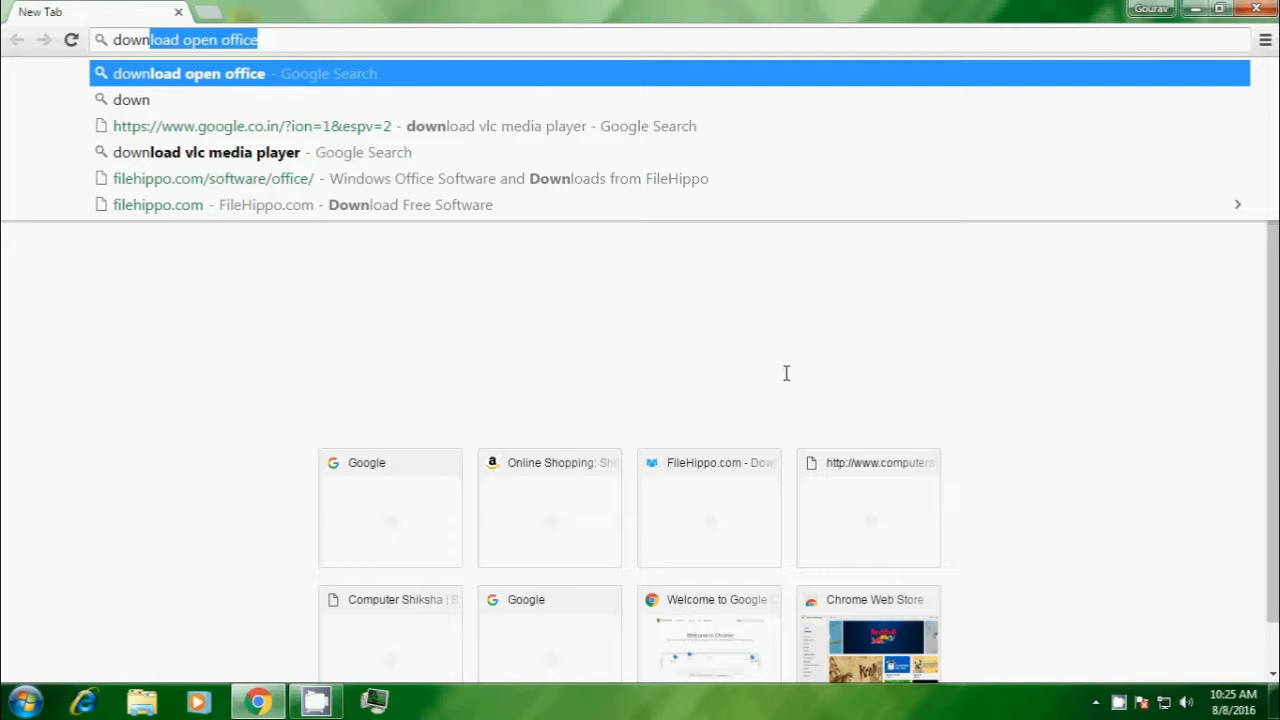 New Tab
Gourav
download open office
download open office - Google Search
down
https://www.google.co.in/?ion=1&espv=2 - download vlc media player - Google Search
download vlc media player - Google Search
filehippo.com/software/office/ - Windows Office Software and Downloads from FileHippo
filehippo.com - FileHippo.com - Download Free Software
Google
Online Shopping: Sh
FileHippo.com - Dow
http://www.computers
Computer Shiksha | B
Google
Welcome to Google C
Chrome Web Store
Welcome to Chrome
10:25 AM
8/8/2016